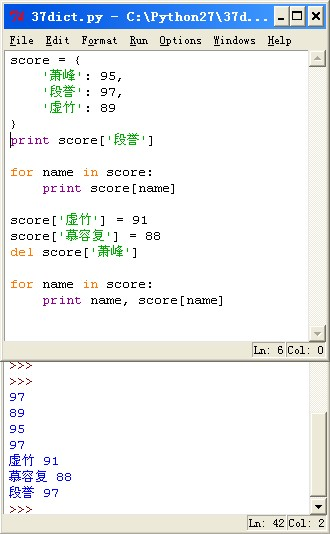 37dict.py - C:\Python27\37d...
File Edit Format Run Options Windows Help
score = {
    '萧峰': 95,
    '段誉': 97,
    '虚竹': 89
}
print score['段誉']
for name in score:
    print score[name]
score['虚竹'] = 91
score['慕容复'] = 88
del score['萧峰']
for name in score:
    print name, score[name]
Ln: 6 Col: 0
>>>
>>>
97
89
95
97
虚竹 91
慕容复 88
段誉 97
>>>
Ln: 42 Col: 2